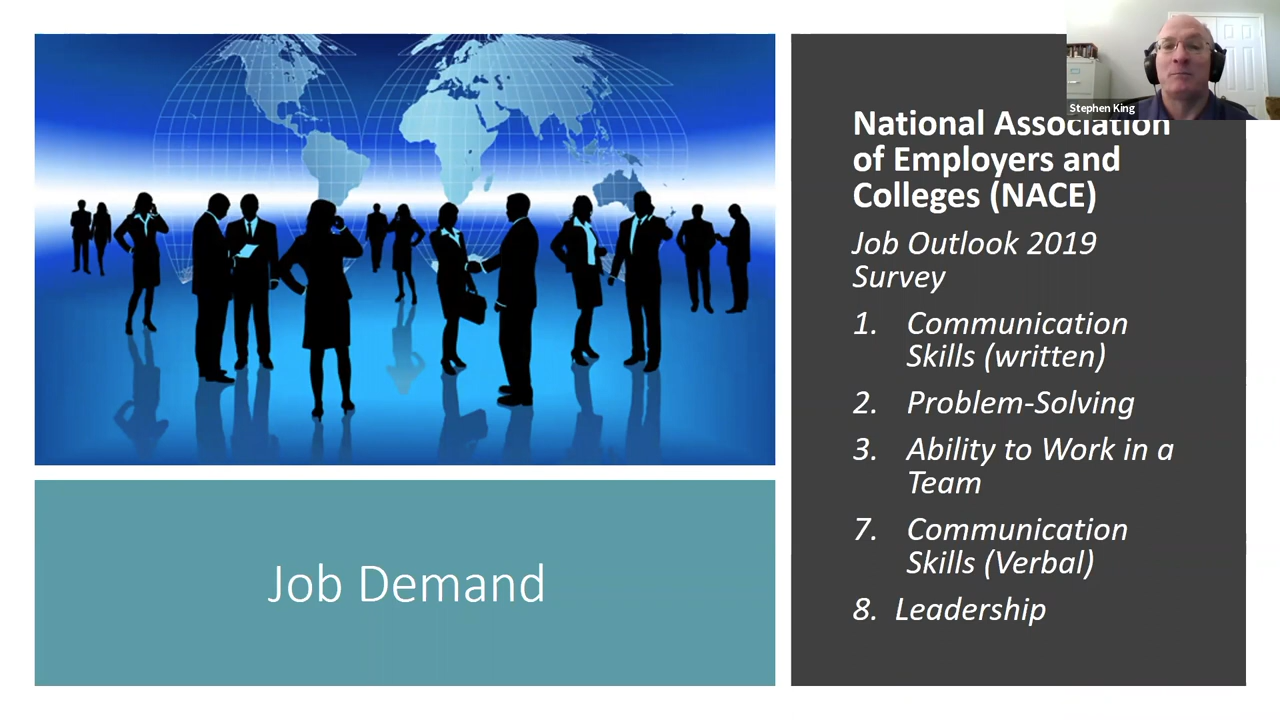 Stephen King
National Association
of Employers and
Colleges (NACE)
Job Outlook 2019
Survey
1. Communication
Skills (written)
2. Problem-Solving
3. Ability to Work in a
Team
7. Communication
Skills (Verbal)
8. Leadership
Job Demand